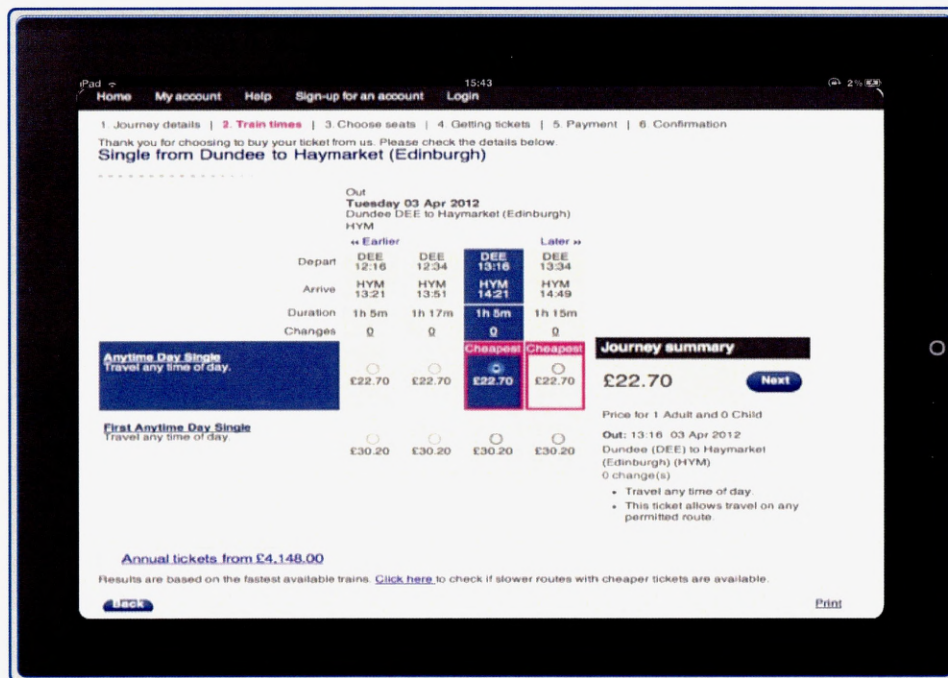 iPad 15:43 2%
Home My account Help Sign-up for an account Login
1. Journey details | 2. Train times | 3. Choose seats | 4. Getting tickets | 5. Payment | 6. Confirmation
Thank you for choosing to buy your ticket from us. Please check the details below.
Single from Dundee to Haymarket (Edinburgh)
Out
Tuesday 03 Apr 2012
Dundee DEE to Haymarket (Edinburgh)
HYM
« Earlier Later »
Depart DEE DEE DEE DEE
12:16 12:34 13:16 13:34
Arrive HYM HYM HYM HYM
13:21 13:51 14:21 14:49
Duration 1h 5m 1h 17m 1h 5m 1h 15m
Changes 0 0 0 0
Cheapest Cheapest
Anytime Day Single
Travel any time of day.
£22.70 £22.70 £22.70 £22.70
First Anytime Day Single
Travel any time of day.
£30.20 £30.20 £30.20 £30.20
Journey summary
£22.70 Next
Price for 1 Adult and 0 Child
Out: 13:16 03 Apr 2012
Dundee (DEE) to Haymarket
(Edinburgh) (HYM)
0 change(s)
• Travel any time of day.
• This ticket allows travel on any
permitted route.
Annual tickets from £4,148.00
Results are based on the fastest available trains. Click here to check if slower routes with cheaper tickets are available.
Back Print